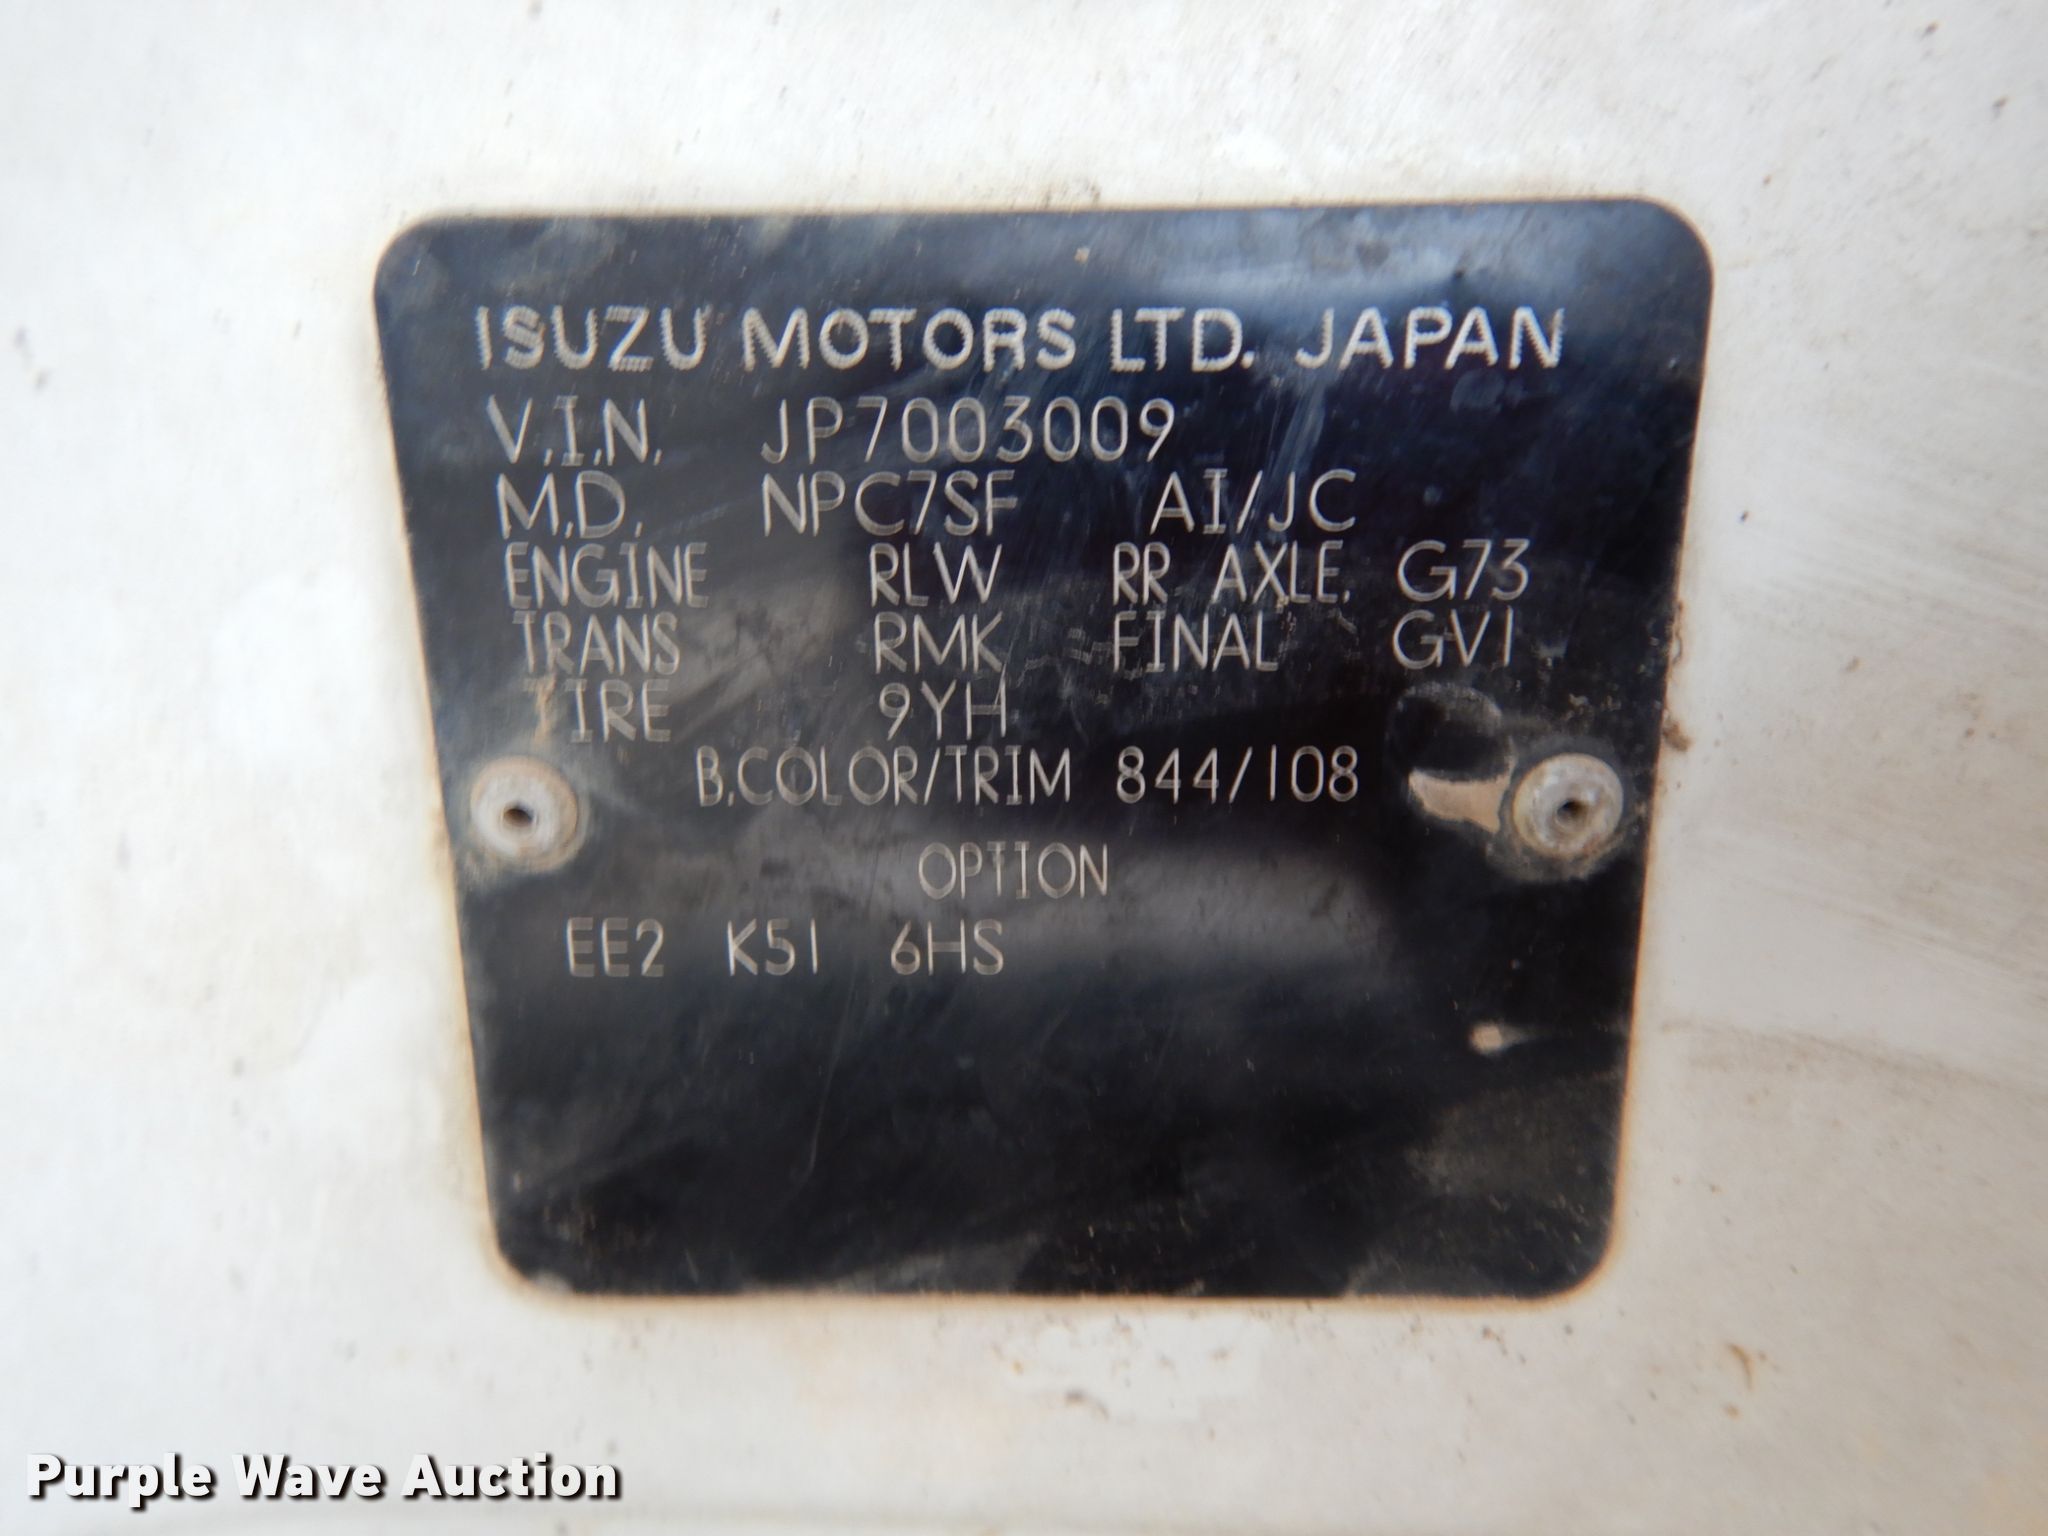 ISUZU MOTORS LTD. JAPAN
V.I.N. JP7003009
M.D. NPC7SF AI/JC
ENGINE RLW RR AXLE. G73
TRANS RMK FINAL GV1
TIRE 9YH
B.COLOR/TRIM 844/108
OPTION
EE2 K51 6HS
Purple Wave Auction